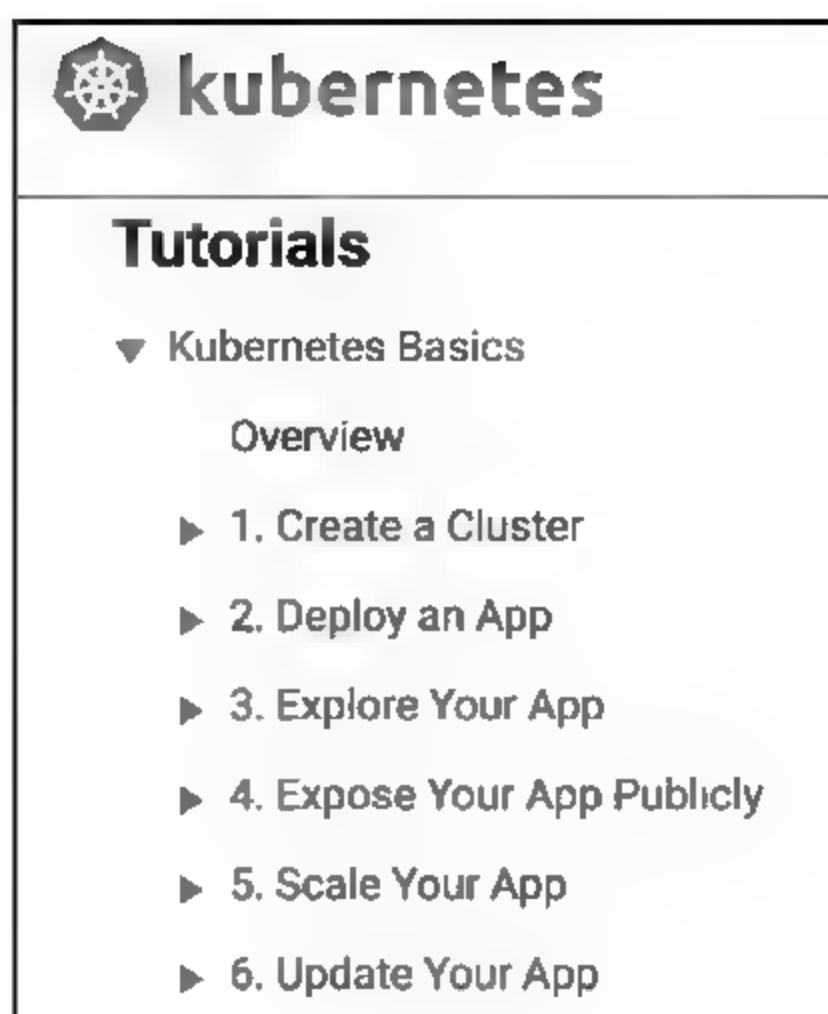 kubernetes
Tutorials
Kubernetes Basics
Overview
1. Create a Cluster
2. Deploy an App
3. Explore Your App
4. Expose Your App Publicly
5. Scale Your App
6. Update Your App